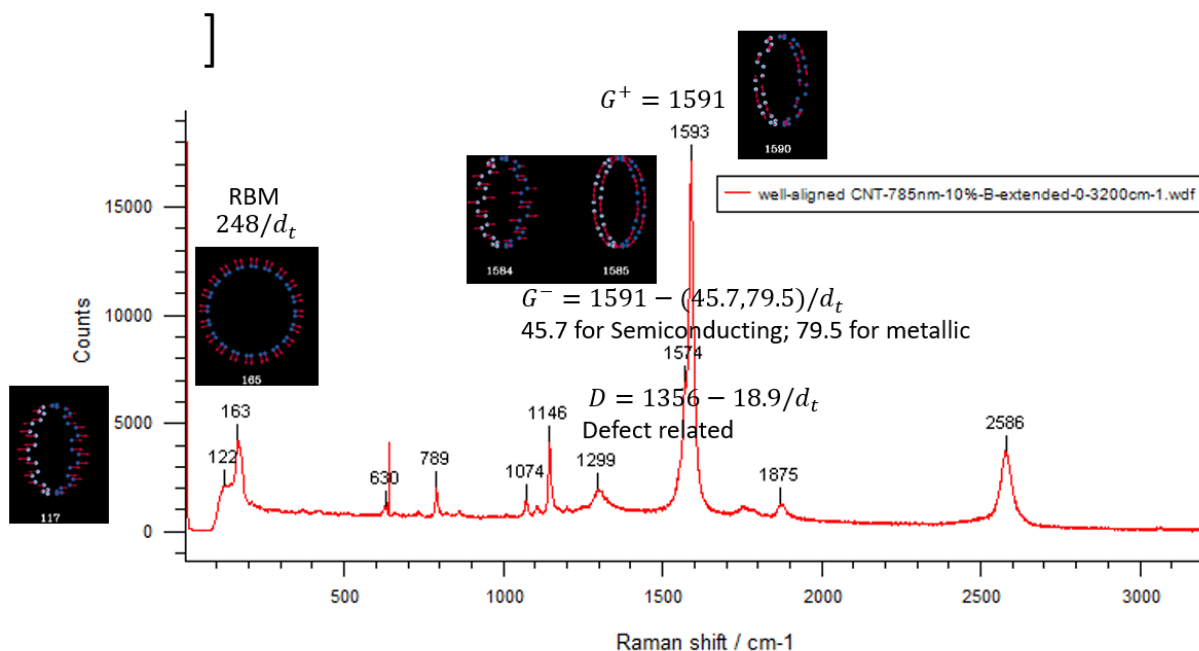 ]
G⁺ = 1591
1593
1590
RBM
248/dₜ
1584
1585
well-aligned CNT-785nm-10%-B-extended-0-3200cm-1.wdf
15000
10000
5000
0
Counts
165
G⁻ = 1591 − (45.7,79.5)/dₜ
45.7 for Semiconducting; 79.5 for metallic
1574
D = 1356 − 18.9/dₜ
Defect related
117
122
163
630
789
1074
1146
1299
1875
2586
500
1000
1500
2000
2500
3000
Raman shift / cm-1